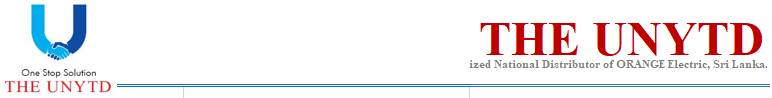 One Stop Solution
THE UNYTD
THE UNYTD
ized National Distributor of ORANGE Electric, Sri Lanka.